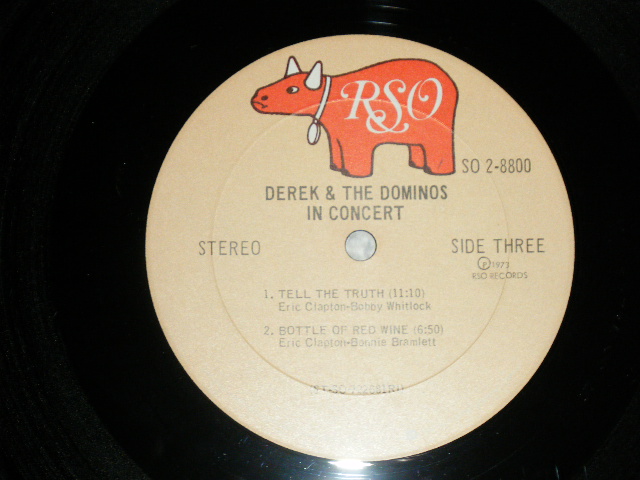 RSO
SO 2-8800
DEREK & THE DOMINOS
IN CONCERT
STEREO
SIDE THREE
℗ 1973
RSO RECORDS
1. TELL THE TRUTH (11:10)
Eric Clapton-Bobby Whitlock
2. BOTTLE OF RED WINE (6:50)
Eric Clapton-Bonnie Bramlett